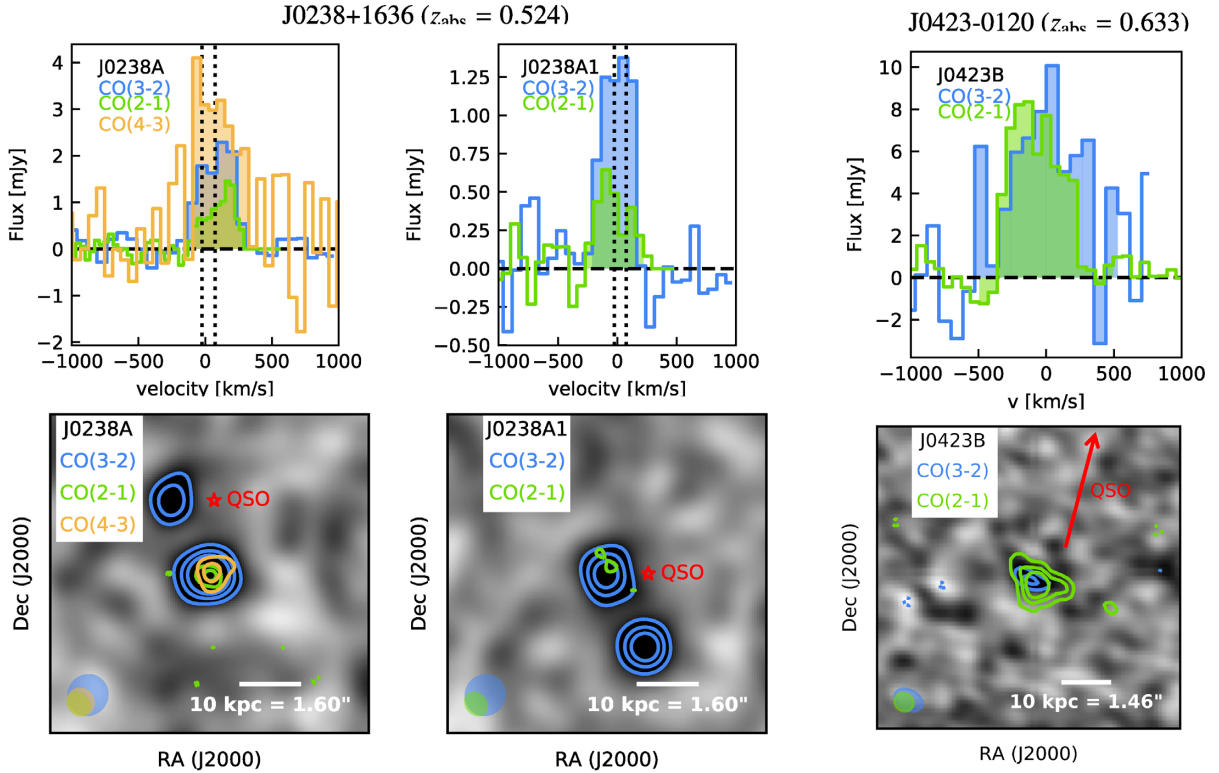 J0238+1636 (z_abs = 0.524)
J0423-0120 (z_abs = 0.633)
J0238A
CO(3-2)
CO(2-1)
CO(4-3)
Flux [mJy]
4
3
2
1
0
−1
−2
−1000 −500 0 500 1000
velocity [km/s]
J0238A1
CO(3-2)
CO(2-1)
Flux [mJy]
1.25
1.00
0.75
0.50
0.25
0.00
−0.25
−0.50
−1000 −500 0 500 1000
velocity [km/s]
J0423B
CO(3-2)
CO(2-1)
Flux [mJy]
10
8
6
4
2
0
−2
−1000 −500 0 500 1000
v [km/s]
J0238A
CO(3-2)
CO(2-1)
CO(4-3)
QSO
10 kpc = 1.60"
Dec (J2000)
RA (J2000)
J0238A1
CO(3-2)
CO(2-1)
QSO
10 kpc = 1.60"
Dec (J2000)
RA (J2000)
J0423B
CO(3-2)
CO(2-1)
QSO
10 kpc = 1.46"
Dec (J2000)
RA (J2000)